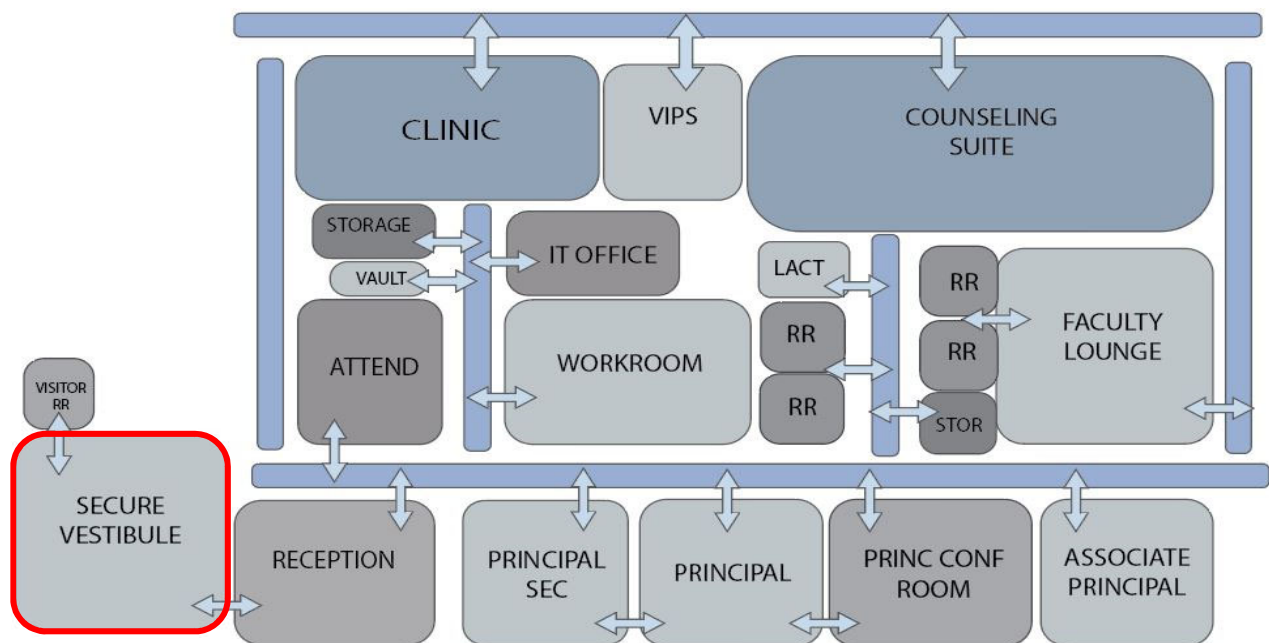 CLINIC
VIPS
COUNSELING
SUITE
STORAGE
IT OFFICE
VAULT
LACT
RR
FACULTY
LOUNGE
ATTEND
WORKROOM
RR
RR
RR
STOR
VISITOR
RR
SECURE
VESTIBULE
RECEPTION
PRINCIPAL
SEC
PRINCIPAL
PRINC CONF
ROOM
ASSOCIATE
PRINCIPAL